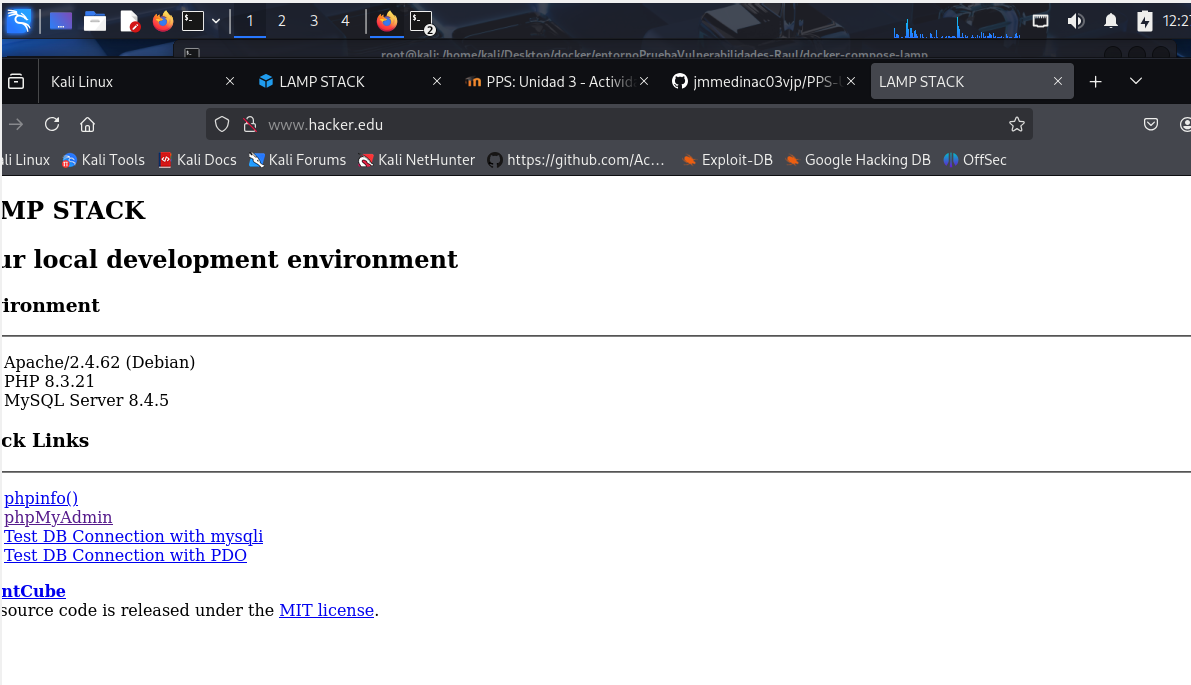 1 2 3 4 2 12:2
root@kali: /home/kali/Desktop/docker/entornoPruebaVulnerabilidades-Raul/docker-compose-lamp
Kali Linux × LAMP STACK × PPS: Unidad 3 - Activid × jmmedinac03vjp/PPS- × LAMP STACK × +
www.hacker.edu
li Linux Kali Tools Kali Docs Kali Forums Kali NetHunter https://github.com/Ac... Exploit-DB Google Hacking DB OffSec
MP STACK
ur local development environment
ironment
Apache/2.4.62 (Debian)
PHP 8.3.21
MySQL Server 8.4.5
ck Links
phpinfo()
phpMyAdmin
Test DB Connection with mysqli
Test DB Connection with PDO
ntCube
source code is released under the MIT license.